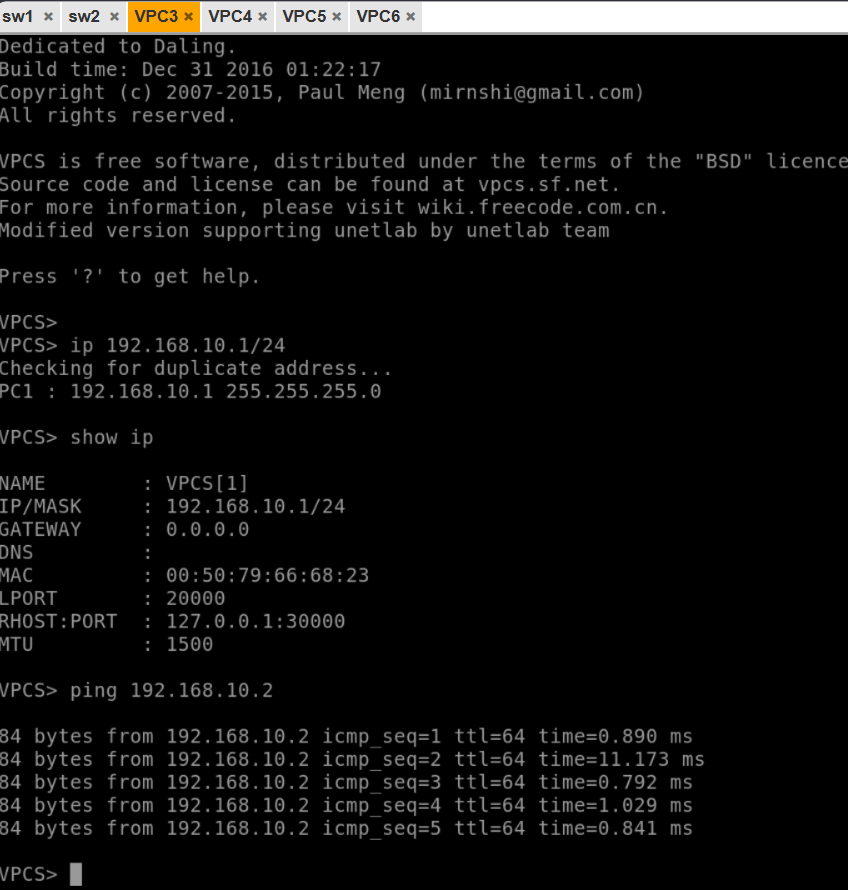 sw1 × sw2 × VPC3 × VPC4 × VPC5 × VPC6 ×
Dedicated to Daling.
Build time: Dec 31 2016 01:22:17
Copyright (c) 2007-2015, Paul Meng (mirnshi@gmail.com)
All rights reserved.
VPCS is free software, distributed under the terms of the "BSD" licence
Source code and license can be found at vpcs.sf.net.
For more information, please visit wiki.freecode.com.cn.
Modified version supporting unetlab by unetlab team
Press '?' to get help.
VPCS>
VPCS> ip 192.168.10.1/24
Checking for duplicate address...
PC1 : 192.168.10.1 255.255.255.0
VPCS> show ip
NAME        : VPCS[1]
IP/MASK     : 192.168.10.1/24
GATEWAY     : 0.0.0.0
DNS         :
MAC         : 00:50:79:66:68:23
LPORT       : 20000
RHOST:PORT  : 127.0.0.1:30000
MTU         : 1500
VPCS> ping 192.168.10.2
84 bytes from 192.168.10.2 icmp_seq=1 ttl=64 time=0.890 ms
84 bytes from 192.168.10.2 icmp_seq=2 ttl=64 time=11.173 ms
84 bytes from 192.168.10.2 icmp_seq=3 ttl=64 time=0.792 ms
84 bytes from 192.168.10.2 icmp_seq=4 ttl=64 time=1.029 ms
84 bytes from 192.168.10.2 icmp_seq=5 ttl=64 time=0.841 ms
VPCS>